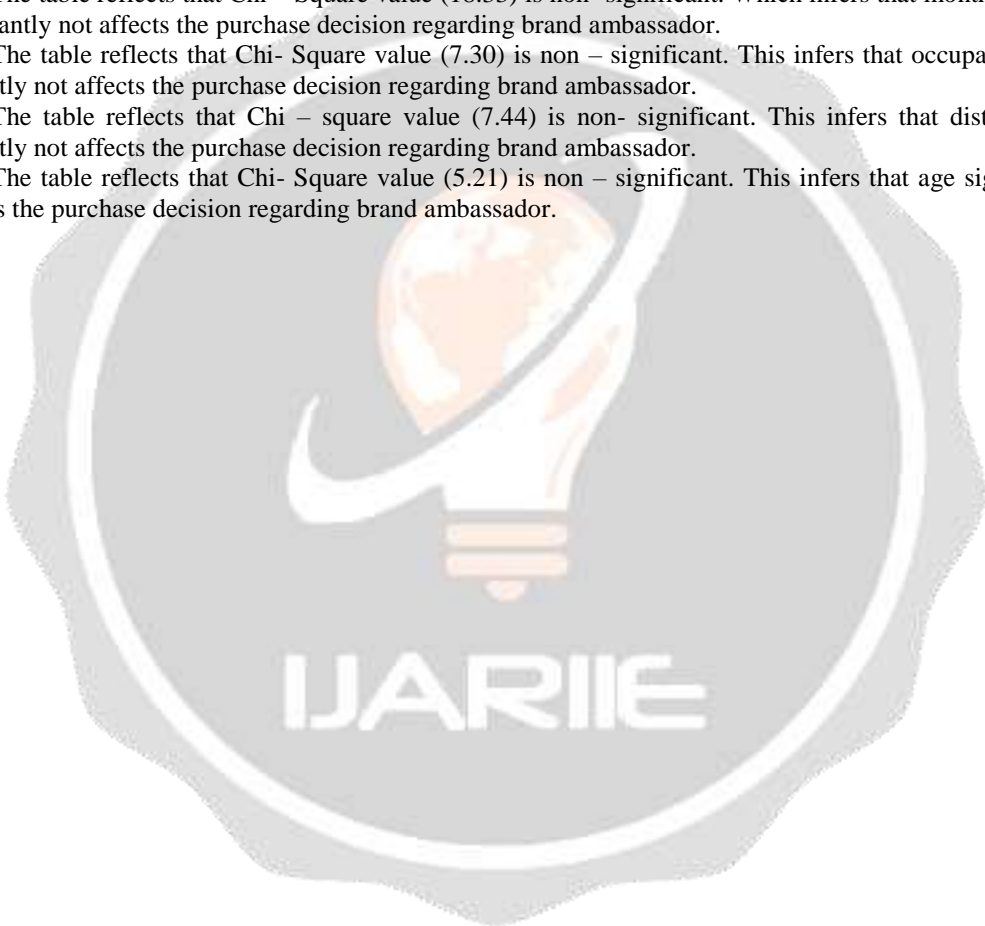 antly not affects the purchase decision regarding brand ambassador.
The table reflects that Chi- Square value (7.30) is non – significant. This infers that occupa
tly not affects the purchase decision regarding brand ambassador.
The table reflects that Chi – square value (7.44) is non- significant. This infers that dist
tly not affects the purchase decision regarding brand ambassador.
The table reflects that Chi- Square value (5.21) is non – significant. This infers that age sig
s the purchase decision regarding brand ambassador.
IJARIIE